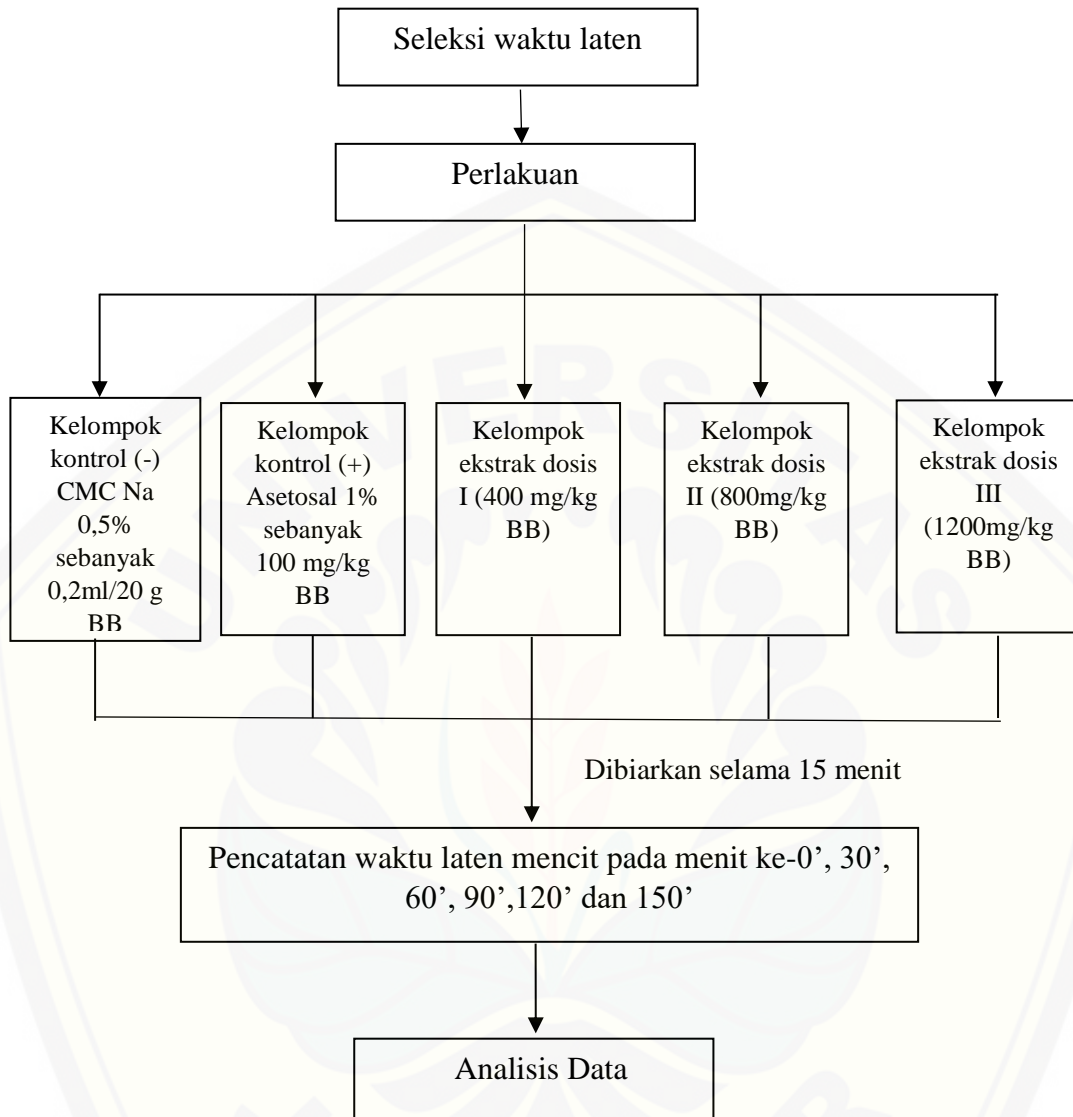 Seleksi waktu laten
Perlakuan
Kelompok
kontrol (-)
CMC Na
0,5%
sebanyak
0,2ml/20 g
BB
Kelompok
kontrol (+)
Asetosal 1%
sebanyak
100 mg/kg
BB
Kelompok
ekstrak dosis
I (400 mg/kg
BB)
Kelompok
ekstrak dosis
II (800mg/kg
BB)
Kelompok
ekstrak dosis
III
(1200mg/kg
BB)
Dibiarkan selama 15 menit
Pencatatan waktu laten mencit pada menit ke-0’, 30’,
60’, 90’,120’ dan 150’
Analisis Data
UNIVERSITAS